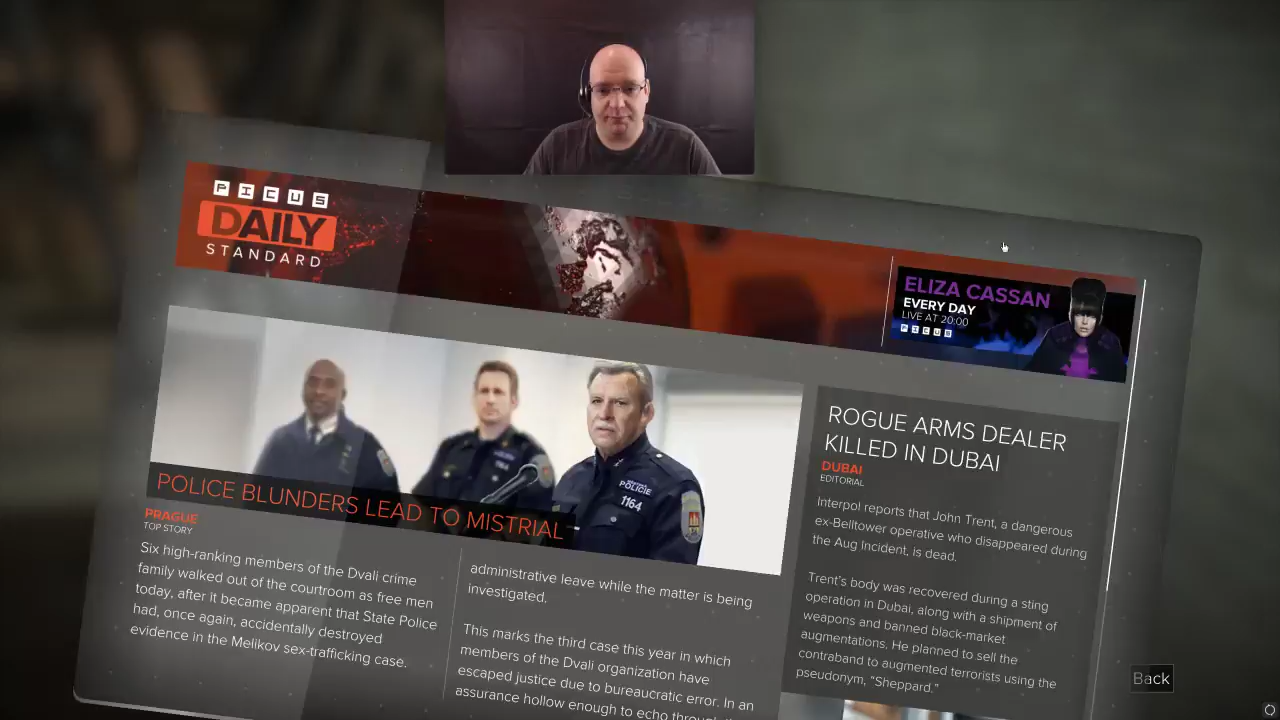 PICUS
DAILY
STANDARD
ELIZA CASSAN
EVERY DAY
LIVE AT 20:00
PICUS
POLICIE
1164
POLICE BLUNDERS LEAD TO MISTRIAL
PRAGUE
TOP STORY
Six high-ranking members of the Dvali crime
family walked out of the courtroom as free men
today, after it became apparent that State Police
had, once again, accidentally destroyed
evidence in the Melikov sex-trafficking case.
administrative leave while the matter is being
investigated.
This marks the third case this year in which
members of the Dvali organization have
escaped justice due to bureaucratic error. In an
assurance hollow enough to echo through
ROGUE ARMS DEALER
KILLED IN DUBAI
DUBAI
EDITORIAL
Interpol reports that John Trent, a dangerous
ex-Belltower operative who disappeared during
the Aug Incident, is dead.
Trent's body was recovered during a sting
operation in Dubai, along with a shipment of
weapons and banned black-market
augmentations. He planned to sell the
contraband to augmented terrorists using the
pseudonym, "Sheppard."
Back